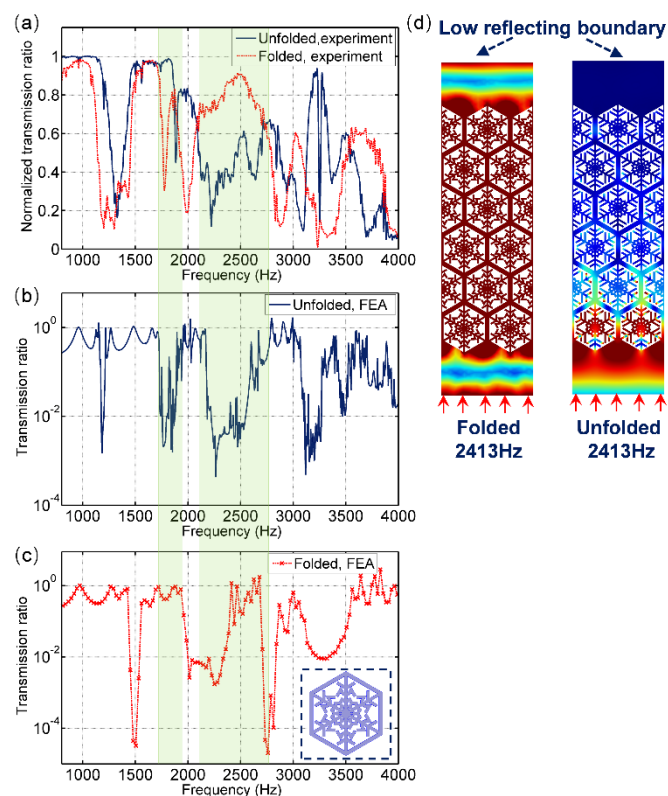 (a)
Unfolded,experiment
Folded, experiment
Normalized transmission ratio
1
0.8
0.6
0.4
0.2
0
1000 1500 2000 2500 3000 3500 4000
Frequency (Hz)
(b)
Unfolded, FEA
Transmission ratio
10^0
10^-2
10^-4
1000 1500 2000 2500 3000 3500 4000
Frequency (Hz)
(c)
Folded, FEA
Transmission ratio
10^0
10^-2
10^-4
1000 1500 2000 2500 3000 3500 4000
Frequency (Hz)
(d)
Low reflecting boundary
Folded
2413Hz
Unfolded
2413Hz